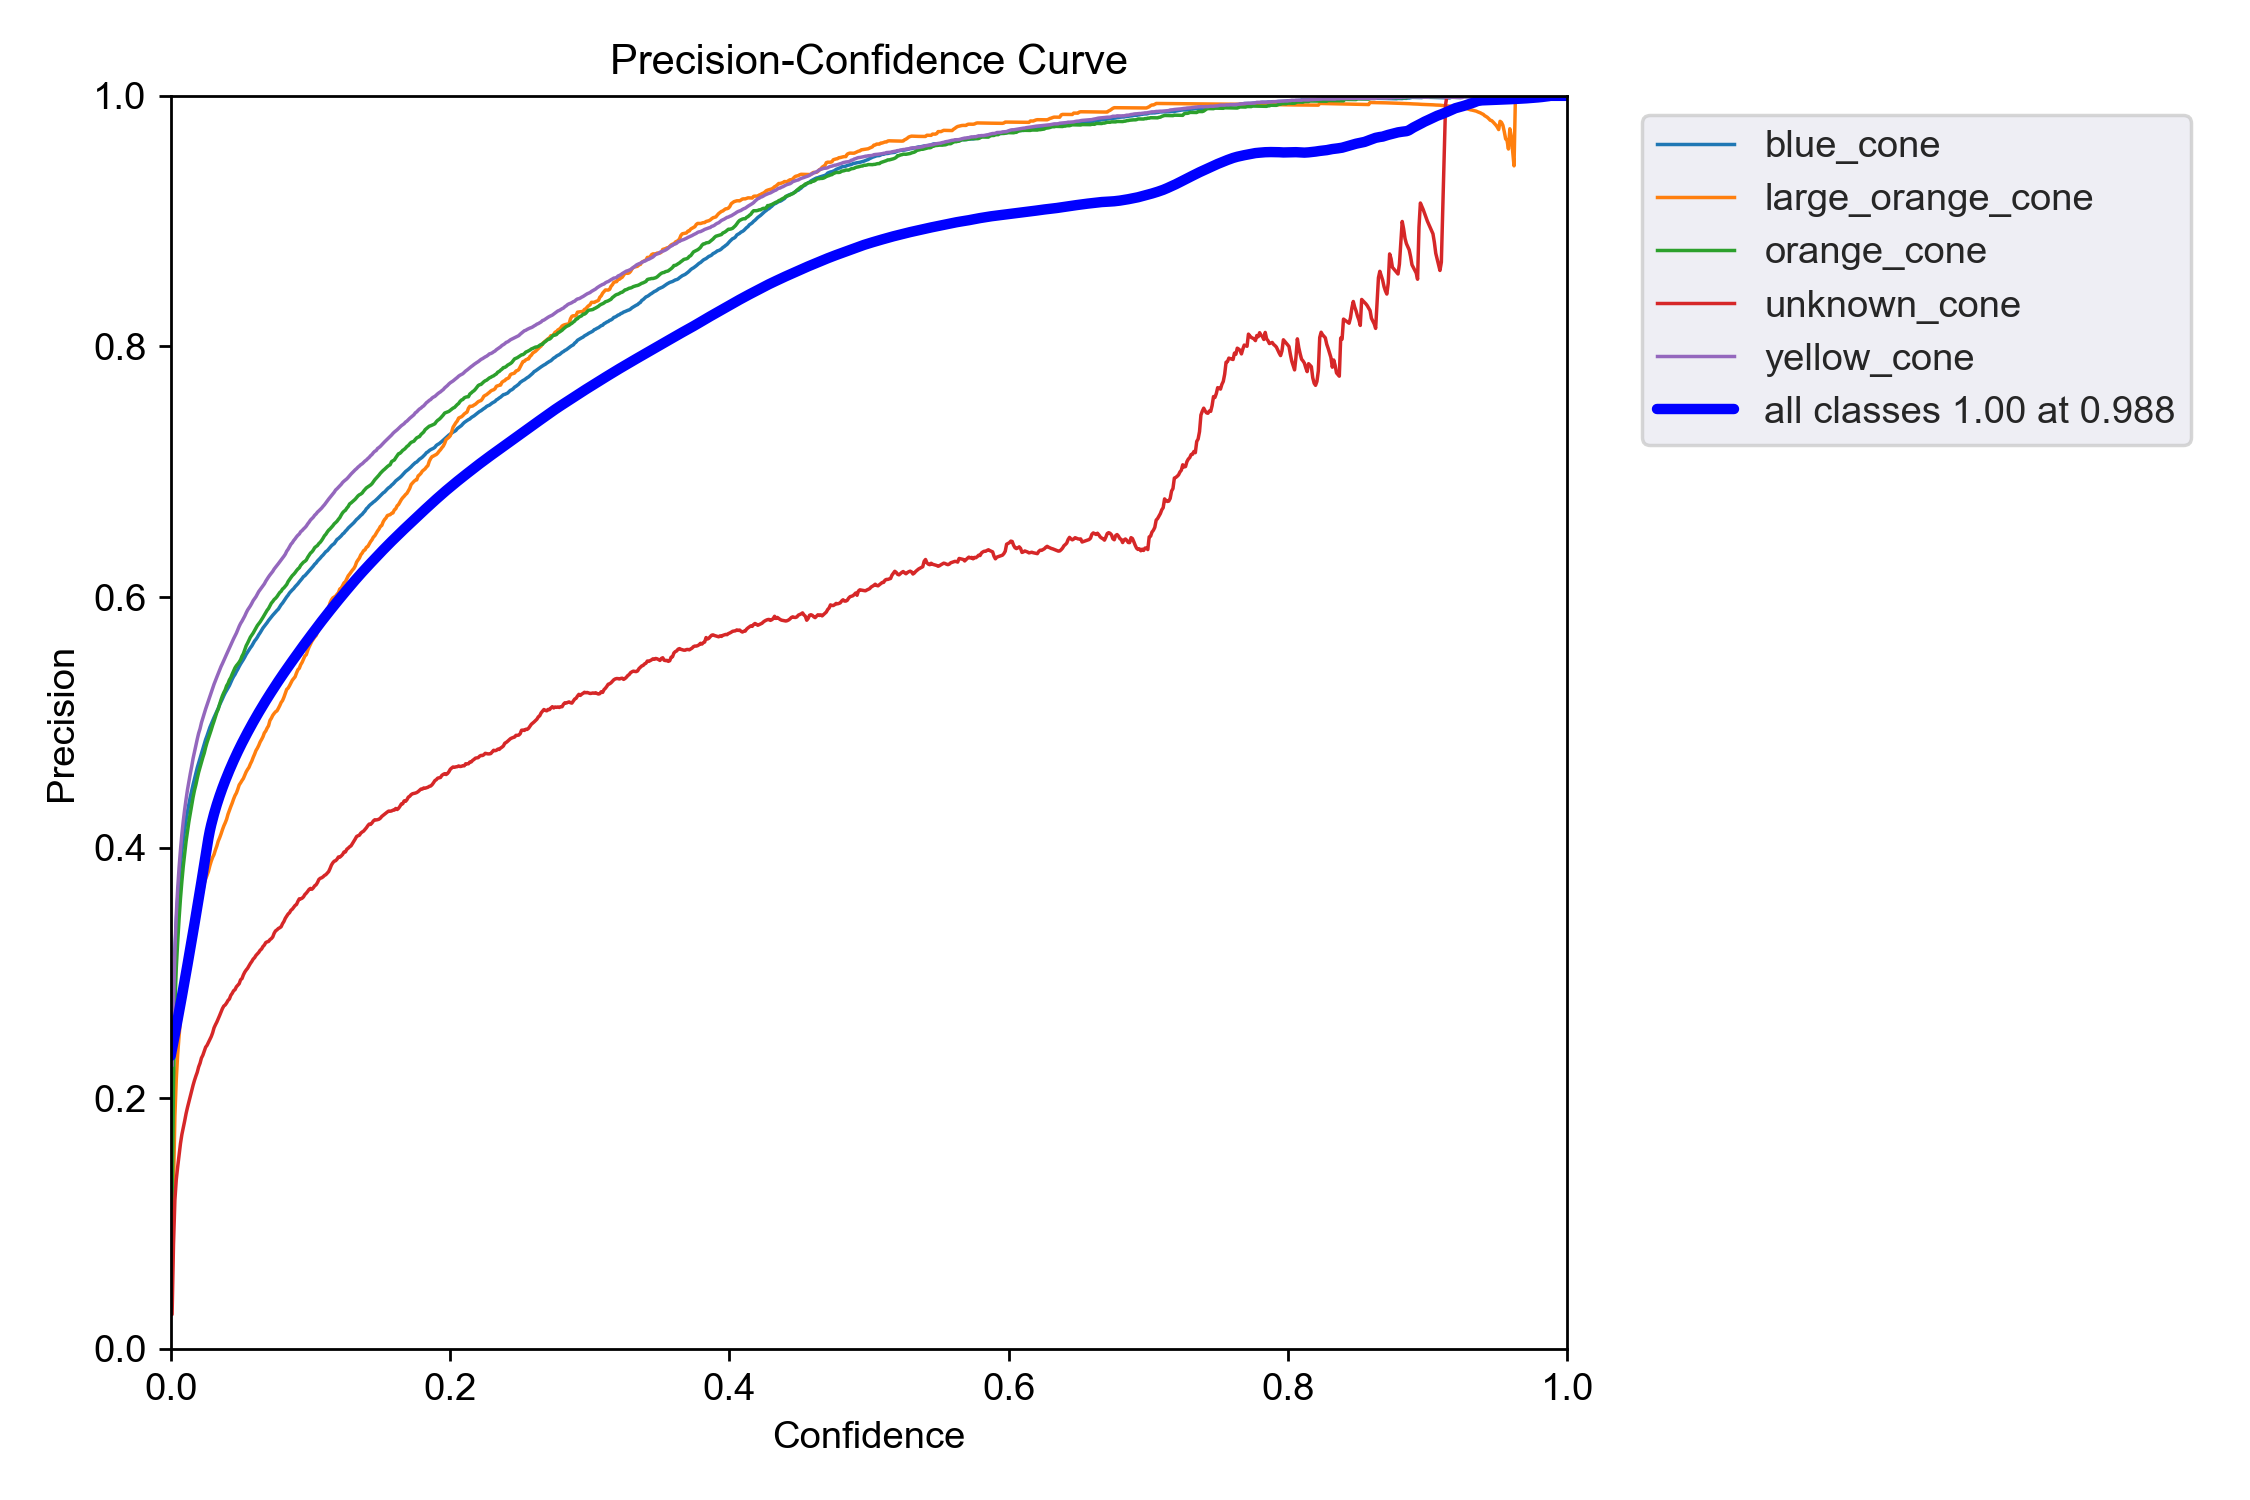 Precision-Confidence Curve
1.0
0.8
0.6
0.4
0.2
0.0
Precision
0.0 0.2 0.4 0.6 0.8 1.0
Confidence
blue_cone
large_orange_cone
orange_cone
unknown_cone
yellow_cone
all classes 1.00 at 0.988